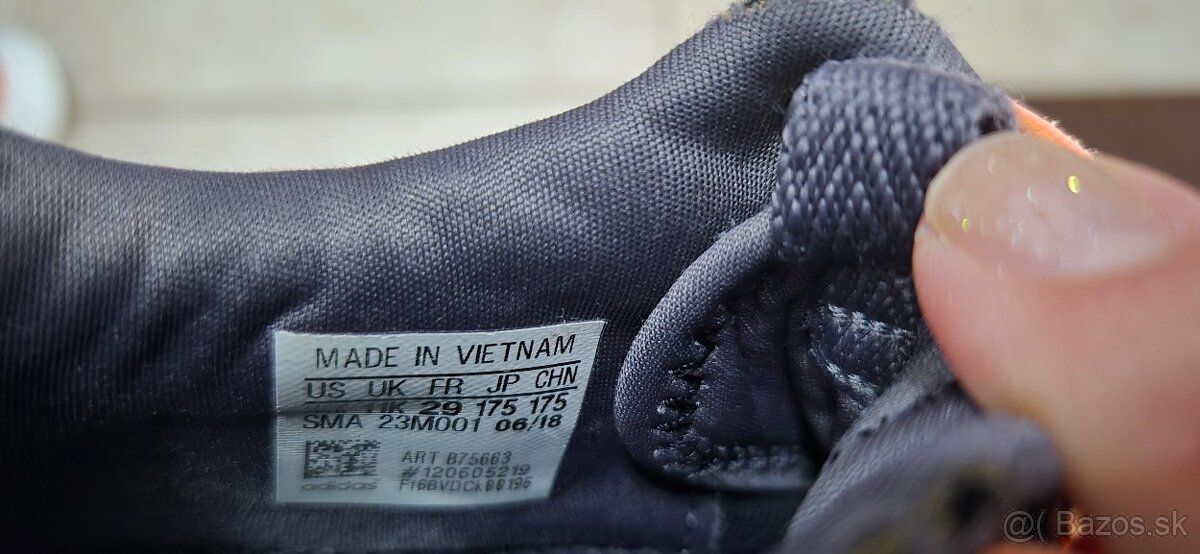 MADE IN VIETNAM
US UK FR JP CHN
29 175 175
SMA 23M001 06/18
ART B75663
#120605219
adidas
@( Bazos.sk